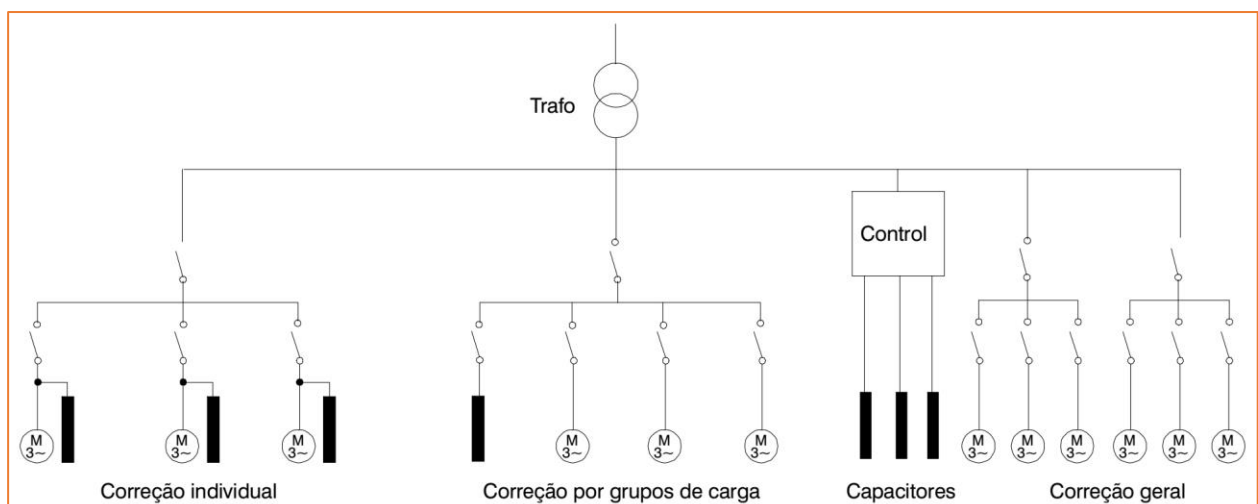 Trafo
Control
M
3~
M
3~
M
3~
M
3~
M
3~
M
3~
M
3~
M
3~
M
3~
M
3~
M
3~
M
3~
Correção individual
Correção por grupos de carga
Capacitores
Correção geral